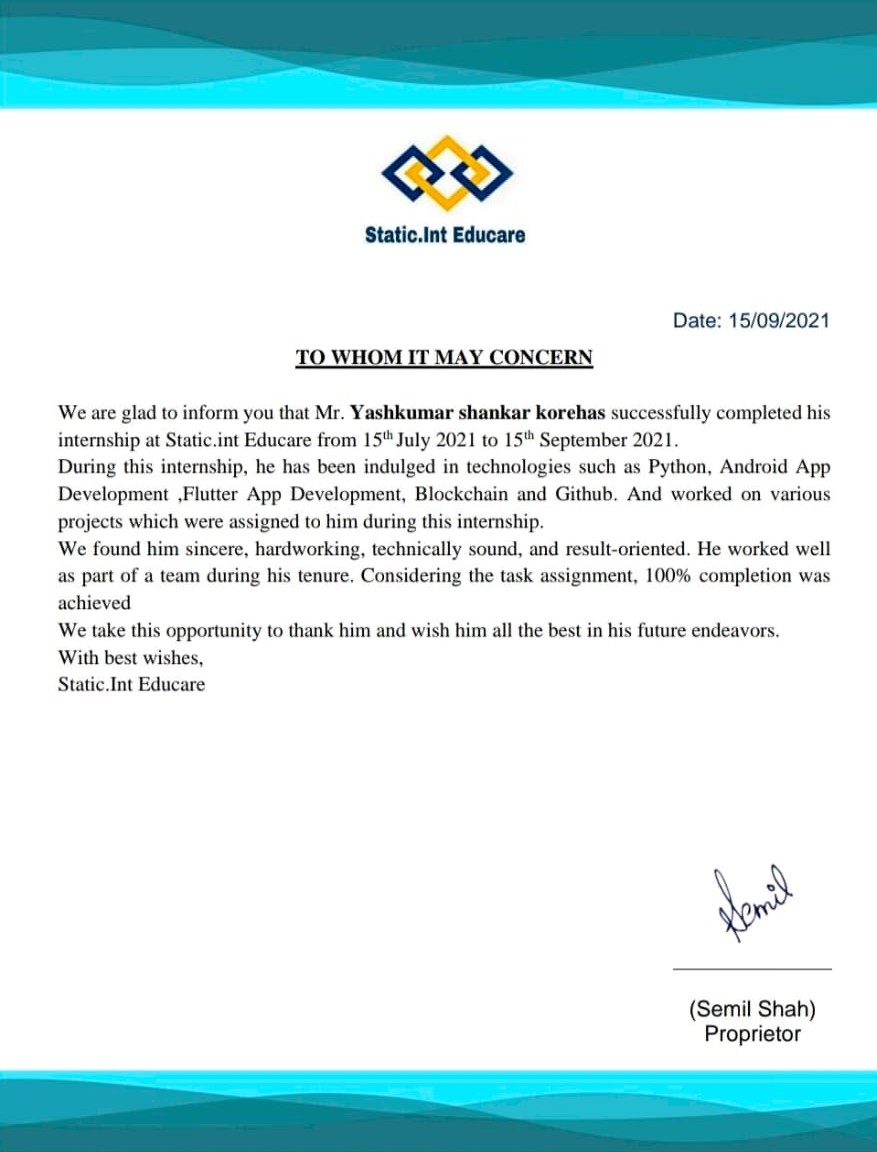 Static.Int Educare
Date: 15/09/2021
TO WHOM IT MAY CONCERN
We are glad to inform you that Mr. Yashkumar shankar korehas successfully completed his
internship at Static.int Educare from 15th July 2021 to 15th September 2021.
During this internship, he has been indulged in technologies such as Python, Android App
Development ,Flutter App Development, Blockchain and Github. And worked on various
projects which were assigned to him during this internship.
We found him sincere, hardworking, technically sound, and result-oriented. He worked well
as part of a team during his tenure. Considering the task assignment, 100% completion was
achieved
We take this opportunity to thank him and wish him all the best in his future endeavors.
With best wishes,
Static.Int Educare
Semil
(Semil Shah)
Proprietor